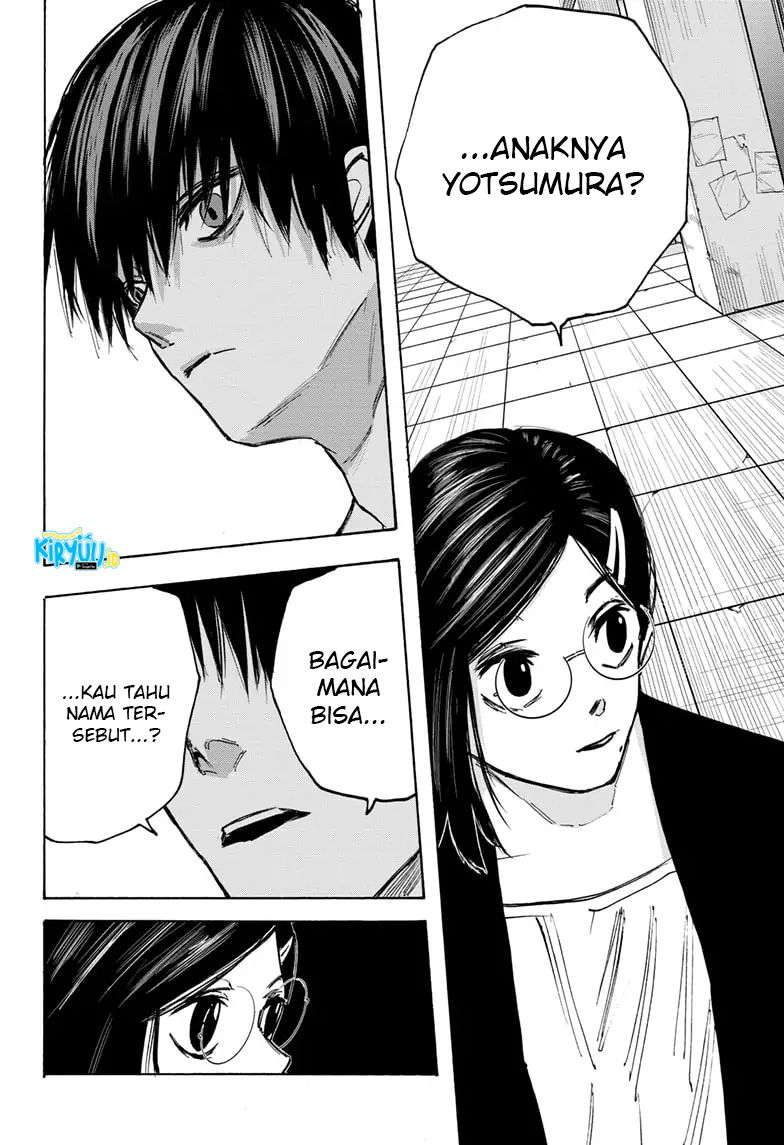 ...ANAKNYA
YOTSUMURA?
BAGAI-
MANA
BISA...
...KAU TAHU
NAMA TER-
SEBUT...?
KiRYUU.iD